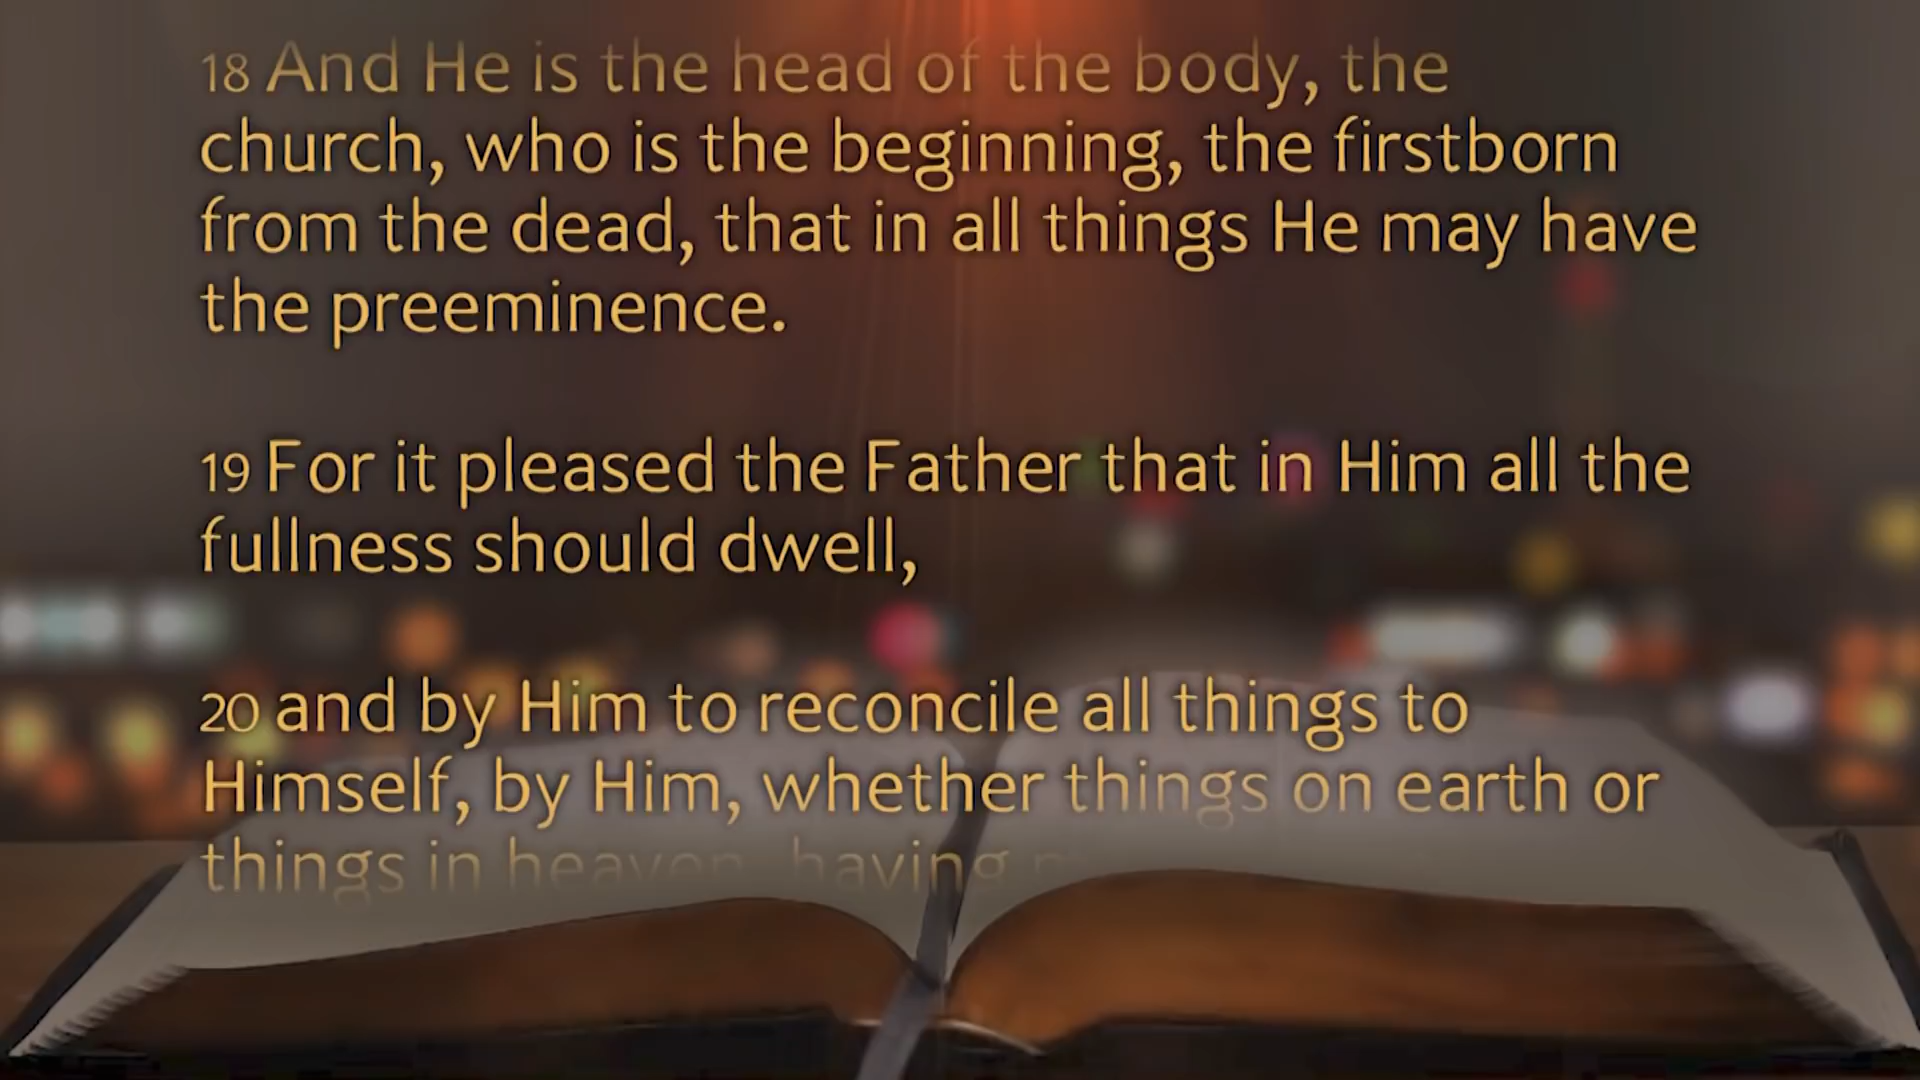 18 And He is the head of the body, the
church, who is the beginning, the firstborn
from the dead, that in all things He may have
the preeminence.
19 For it pleased the Father that in Him all the
fullness should dwell,
20 and by Him to reconcile all things to
Himself, by Him, whether things on earth or
things in heaven, having